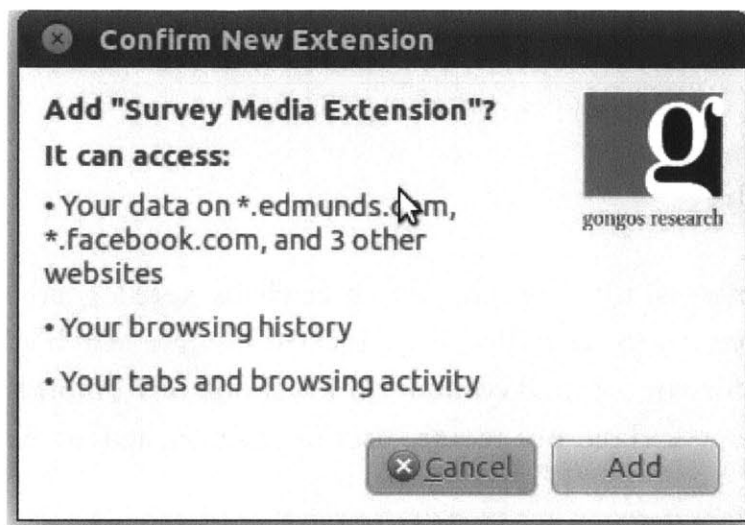 Confirm New Extension
Add "Survey Media Extension"?
It can access:
• Your data on *.edmunds.com,
*.facebook.com, and 3 other
websites
• Your browsing history
• Your tabs and browsing activity
g
gongos research
Cancel
Add